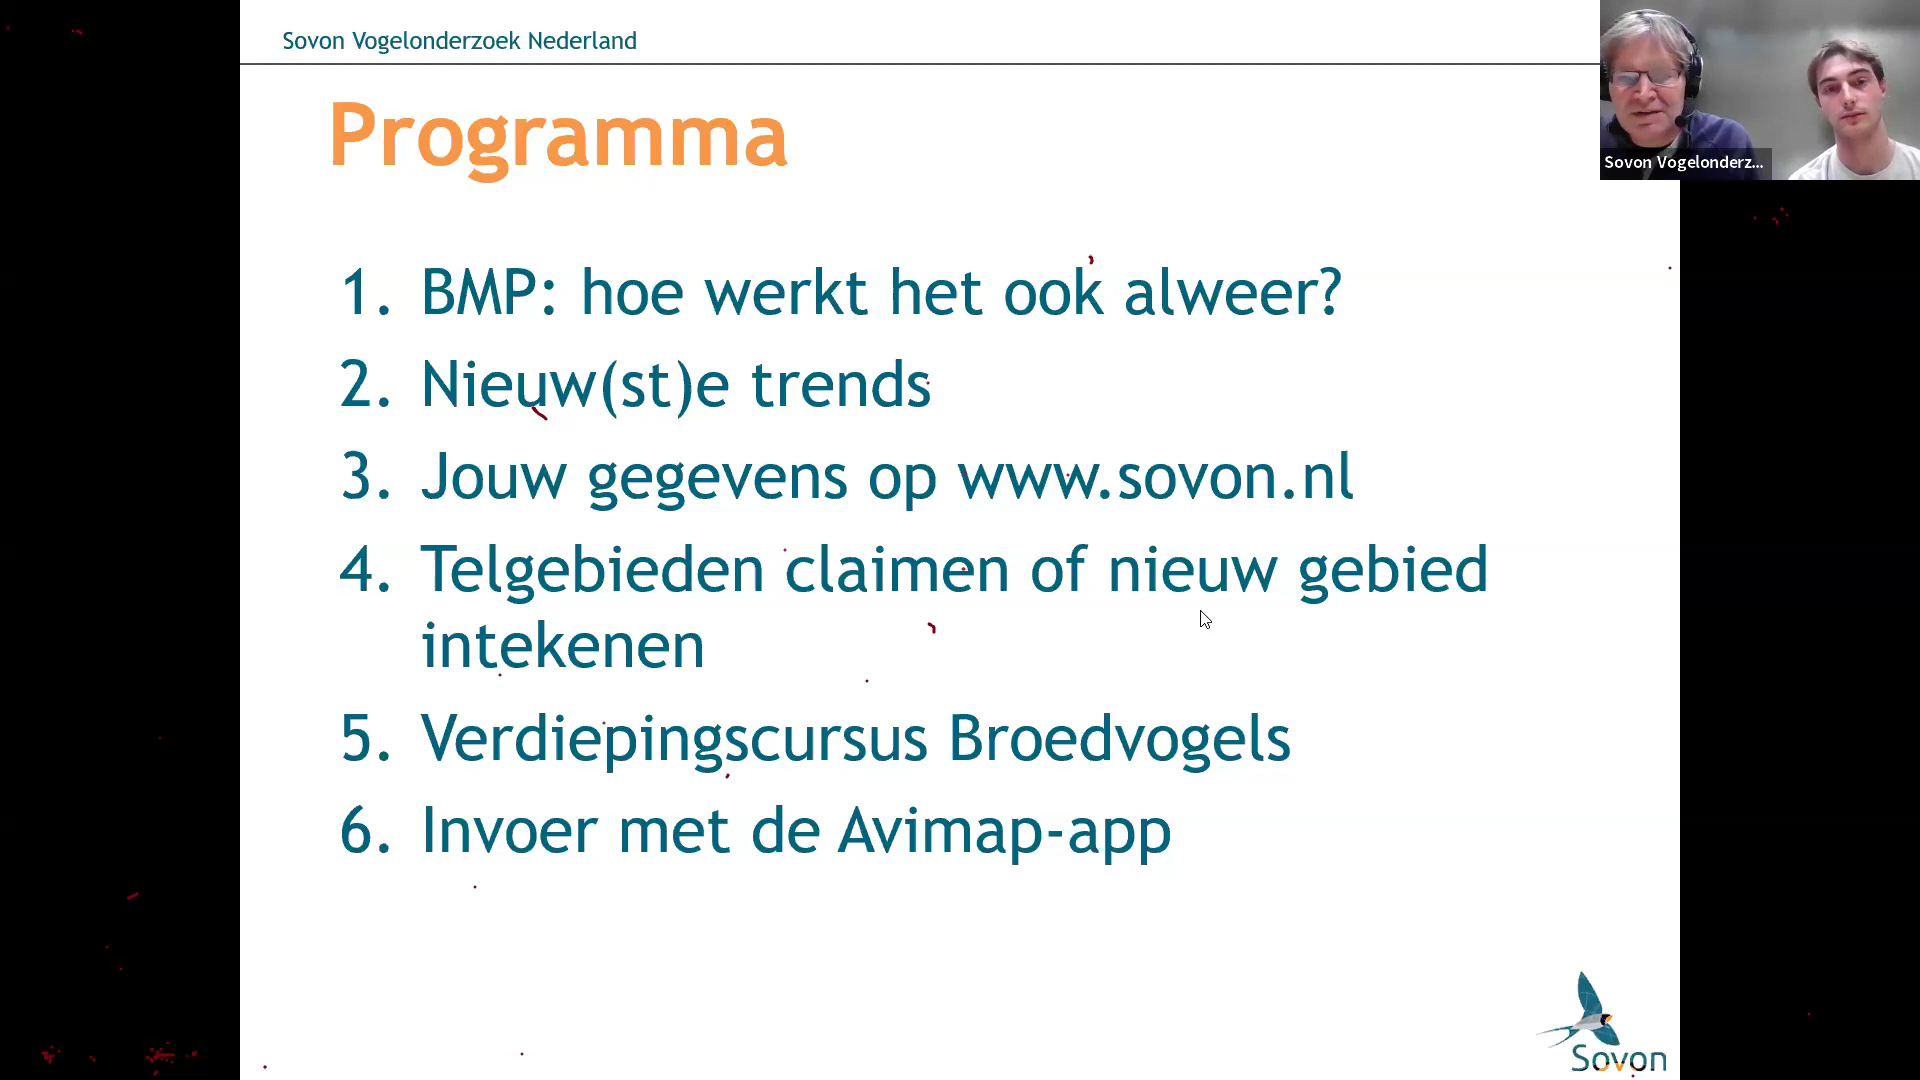 Sovon Vogelonderzoek Nederland
Programma
1. BMP: hoe werkt het ook alweer?
2. Nieuw(st)e trends
3. Jouw gegevens op www.sovon.nl
4. Telgebieden claimen of nieuw gebied
intekenen
5. Verdiepingscursus Broedvogels
6. Invoer met de Avimap-app
Sovon Vogelonderz...
Sovon